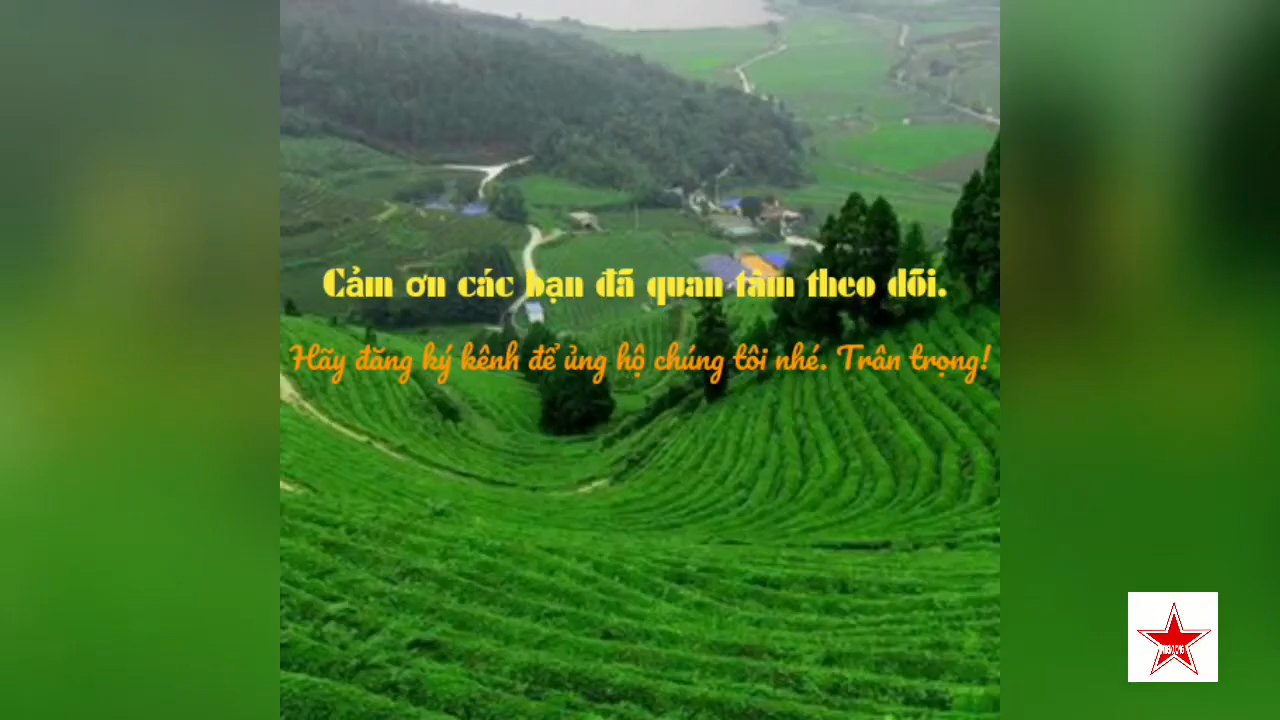 Cảm ơn các bạn đã quan tâm theo dõi.
Hãy đăng ký kênh để ủng hộ chúng tôi nhé. Trân trọng!